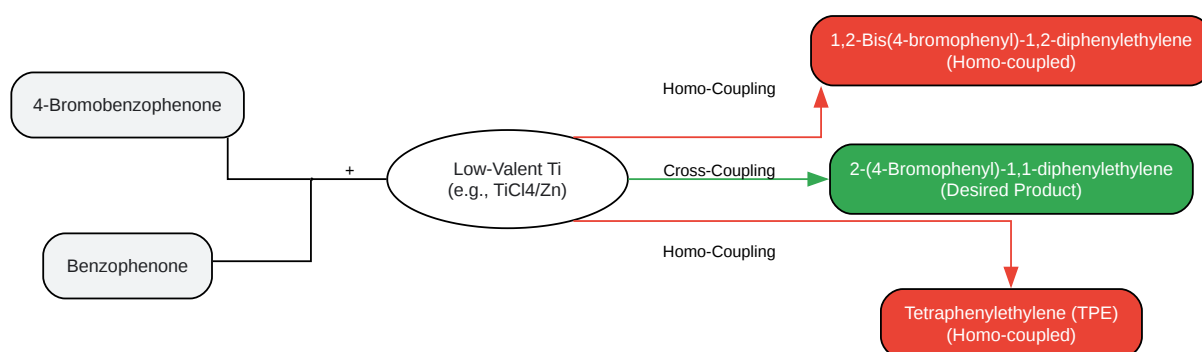 1,2-Bis(4-bromophenyl)-1,2-diphenylethylene
(Homo-coupled)
Homo-Coupling
4-Bromobenzophenone
+
Low-Valent Ti
(e.g., TiCl4/Zn)
Cross-Coupling
2-(4-Bromophenyl)-1,1-diphenylethylene
(Desired Product)
Homo-Coupling
Benzophenone
Tetraphenylethylene (TPE)
(Homo-coupled)